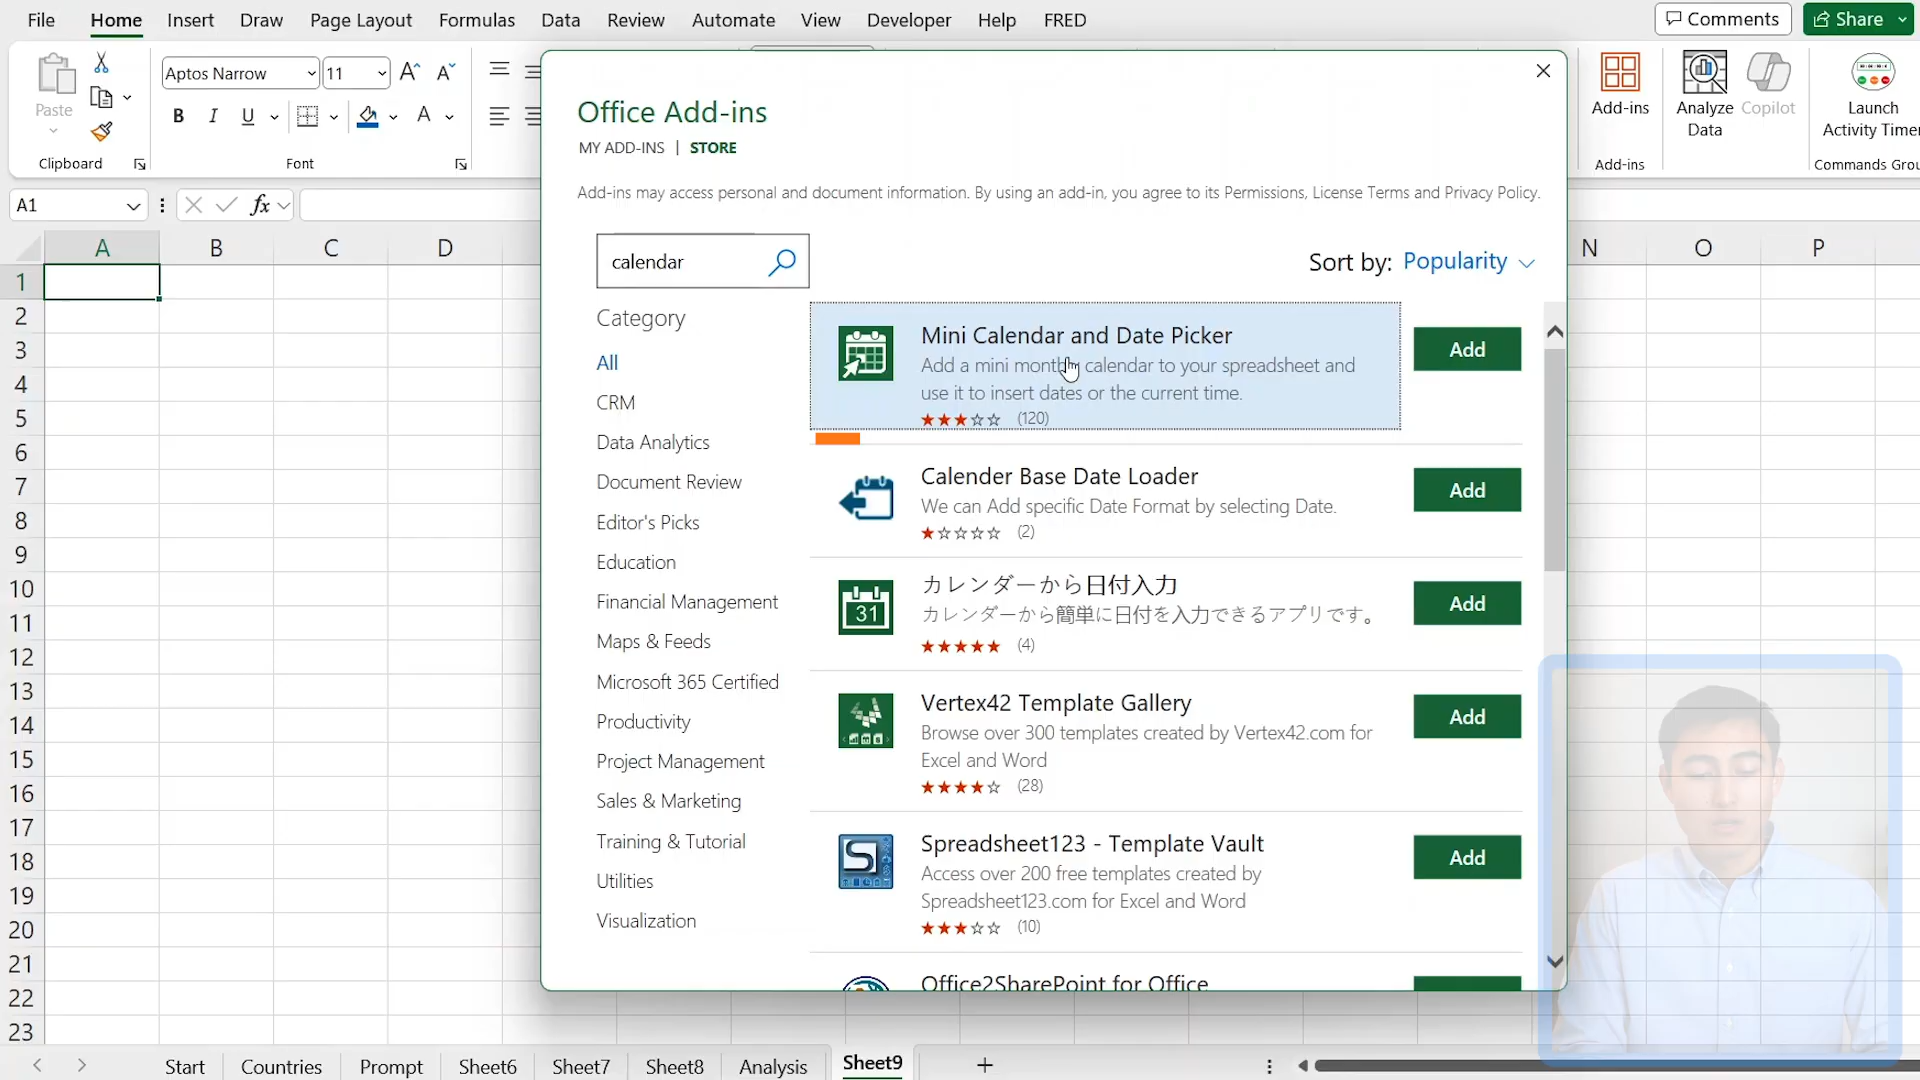 File Home Insert Draw Page Layout Formulas Data Review Automate View Developer Help FRED Comments Share
Paste
Clipboard
Aptos Narrow 11
B I U A
Font
Add-ins
Add-ins
Analyze
Data
Copilot
Launch
Activity Timer
Commands Grou
A1 fx
A B C D N O P
1
2
3
4
5
6
7
8
9
10
11
12
13
14
15
16
17
18
19
20
21
22
23
Office Add-ins
MY ADD-INS | STORE
Add-ins may access personal and document information. By using an add-in, you agree to its Permissions, License Terms and Privacy Policy.
calendar
Sort by: Popularity
Category
All
CRM
Data Analytics
Document Review
Editor's Picks
Education
Financial Management
Maps & Feeds
Microsoft 365 Certified
Productivity
Project Management
Sales & Marketing
Training & Tutorial
Utilities
Visualization
Mini Calendar and Date Picker
Add a mini monthly calendar to your spreadsheet and
use it to insert dates or the current time.
(120)
Add
Calender Base Date Loader
We can Add specific Date Format by selecting Date.
(2)
Add
31
カレンダーから日付入力
カレンダーから簡単に日付を入力できるアプリです。
(4)
Add
Vertex42 Template Gallery
Browse over 300 templates created by Vertex42.com for
Excel and Word
(28)
Add
S
Spreadsheet123 - Template Vault
Access over 200 free templates created by
Spreadsheet123.com for Excel and Word
(10)
Add
Office2SharePoint for Office
Start Countries Prompt Sheet6 Sheet7 Sheet8 Analysis Sheet9